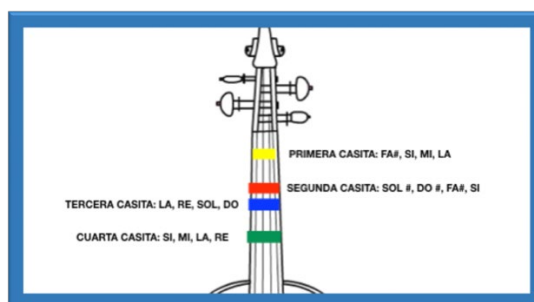 PRIMERA CASITA: FA#, SI, MI, LA
SEGUNDA CASITA: SOL #, DO #, FA#, SI
TERCERA CASITA: LA, RE, SOL, DO
CUARTA CASITA: SI, MI, LA, RE